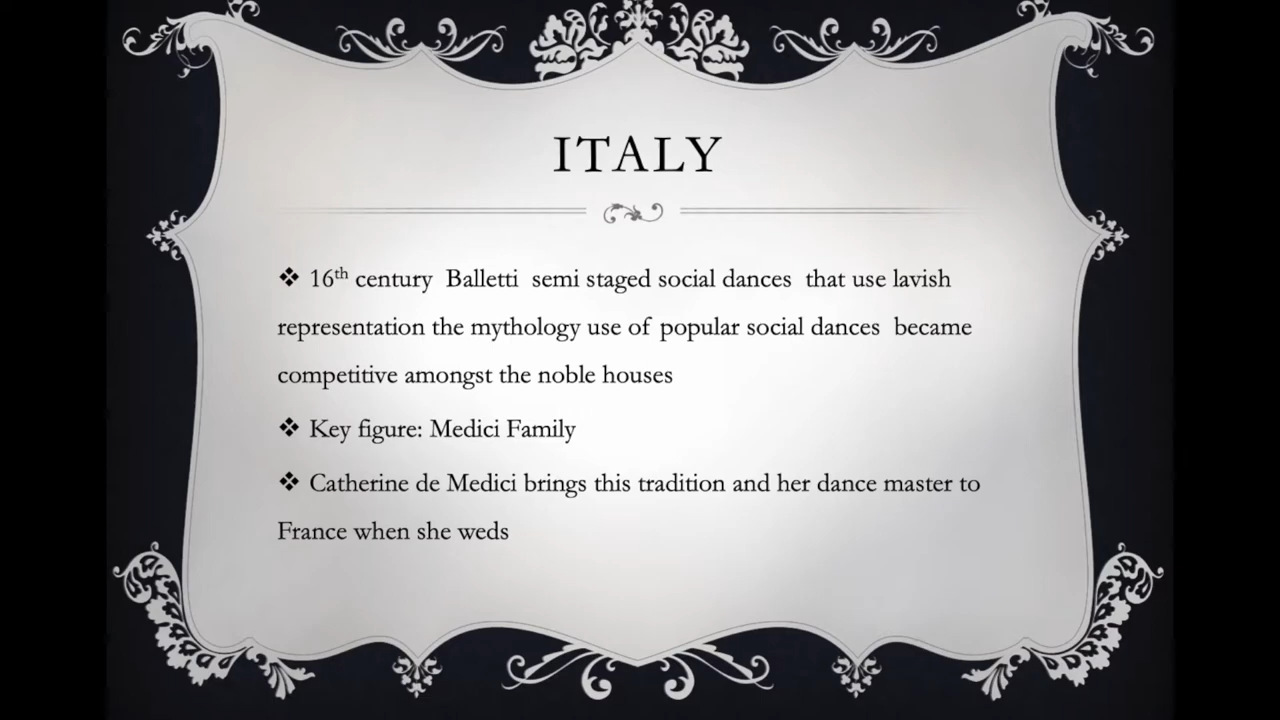 ITALY
❖ 16th century Balletti semi staged social dances that use lavish
representation the mythology use of popular social dances became
competitive amongst the noble houses
❖ Key figure: Medici Family
❖ Catherine de Medici brings this tradition and her dance master to
France when she weds